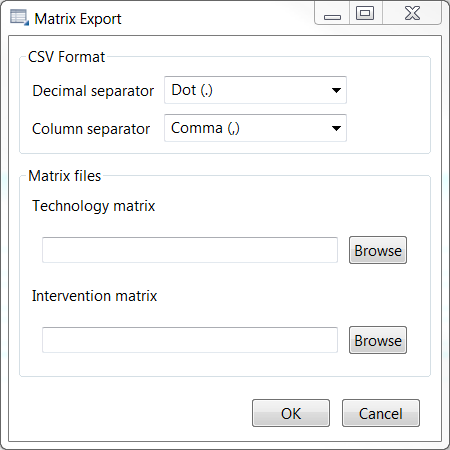 Matrix Export
CSV Format
Decimal separator Dot (.)
Column separator Comma (,)
Matrix files
Technology matrix
Browse
Intervention matrix
Browse
OK Cancel